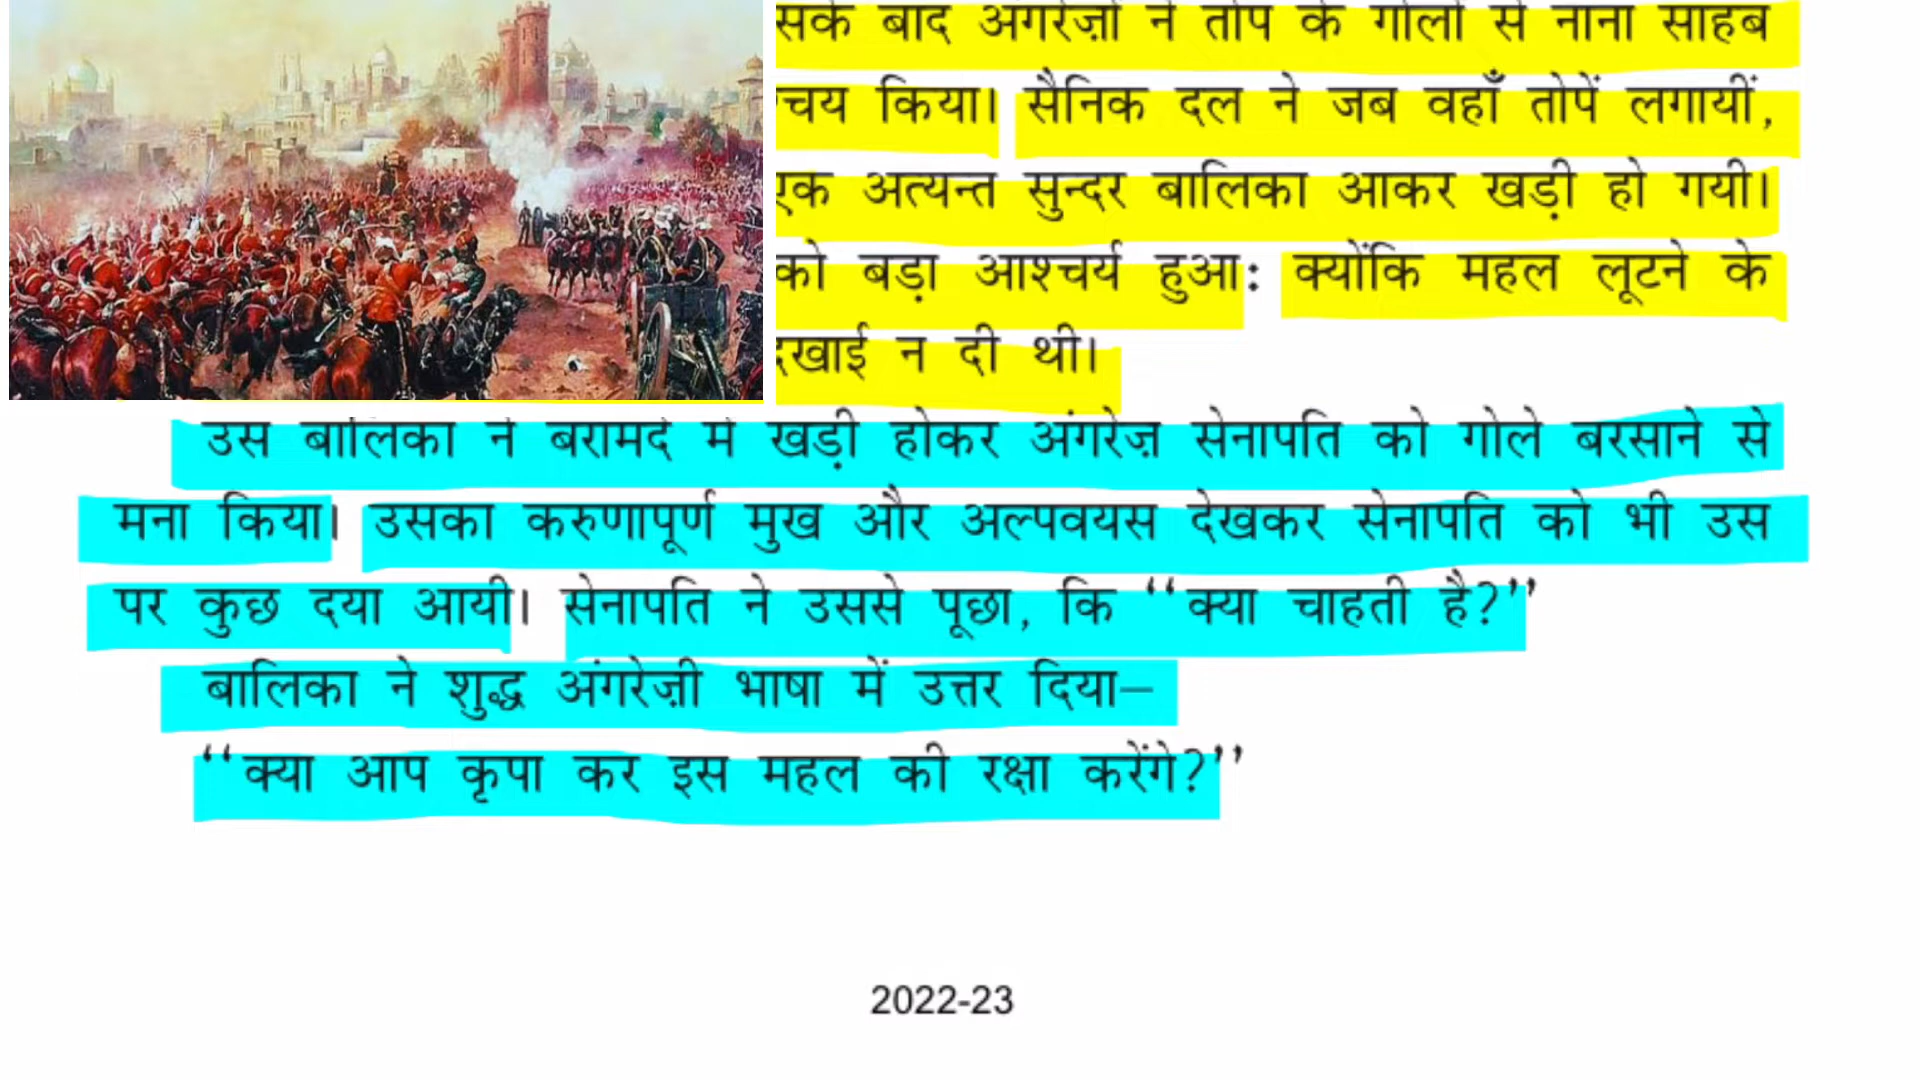 सके बाद अंगरेज़ों ने तोप के गोलों से नाना साहब
किया। सैनिक दल ने जब वहाँ तोपें लगायीं,
एक अत्यन्त सुन्दर बालिका आकर खड़ी हो गयी।
को बड़ा आश्चर्य हुआ: क्योंकि महल लूटने के
न दी थी।
उस बालिका ने बरामदे में खड़ी होकर अंगरेज़ सेनापति को गोले बरसाने से
मना किया। उसका करुणापूर्ण मुख और अल्पवयस देखकर सेनापति को भी उस
पर कुछ दया आयी। सेनापति ने उससे पूछा, कि ‘‘क्या चाहती है?’’
बालिका ने शुद्ध अंगरेज़ी भाषा में उत्तर दिया–
‘‘क्या आप कृपा कर इस महल की रक्षा करेंगे?’’
2022-23